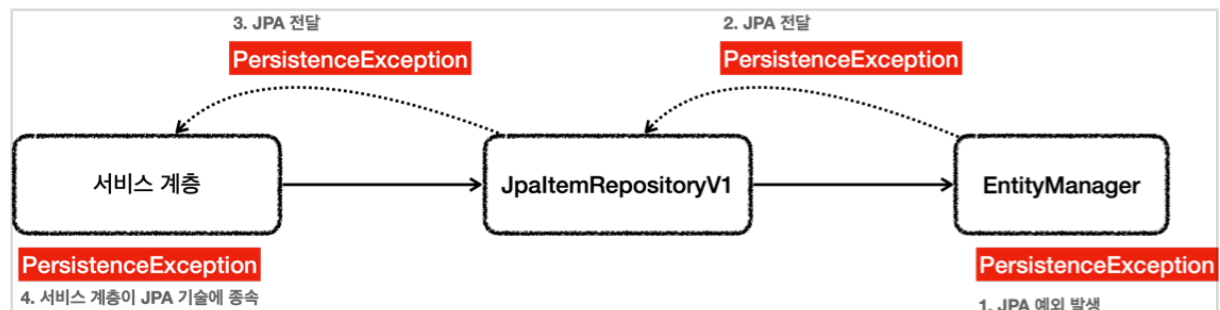 3. JPA 전달
2. JPA 전달
PersistenceException
PersistenceException
서비스 계층
JpaItemRepositoryV1
EntityManager
PersistenceException
PersistenceException
4. 서비스 계층이 JPA 기술에 종속
1. JPA 예외 발생